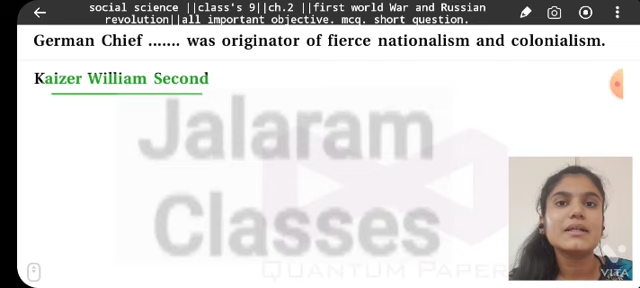 social science ||class's 9||ch.2 ||first world War and Russian
revolution||all important objective. mcq. short question.
German Chief ....... was originator of fierce nationalism and colonialism.
Kaizer William Second
Jalaram
Classes
QUANTUM PAPER
VITA